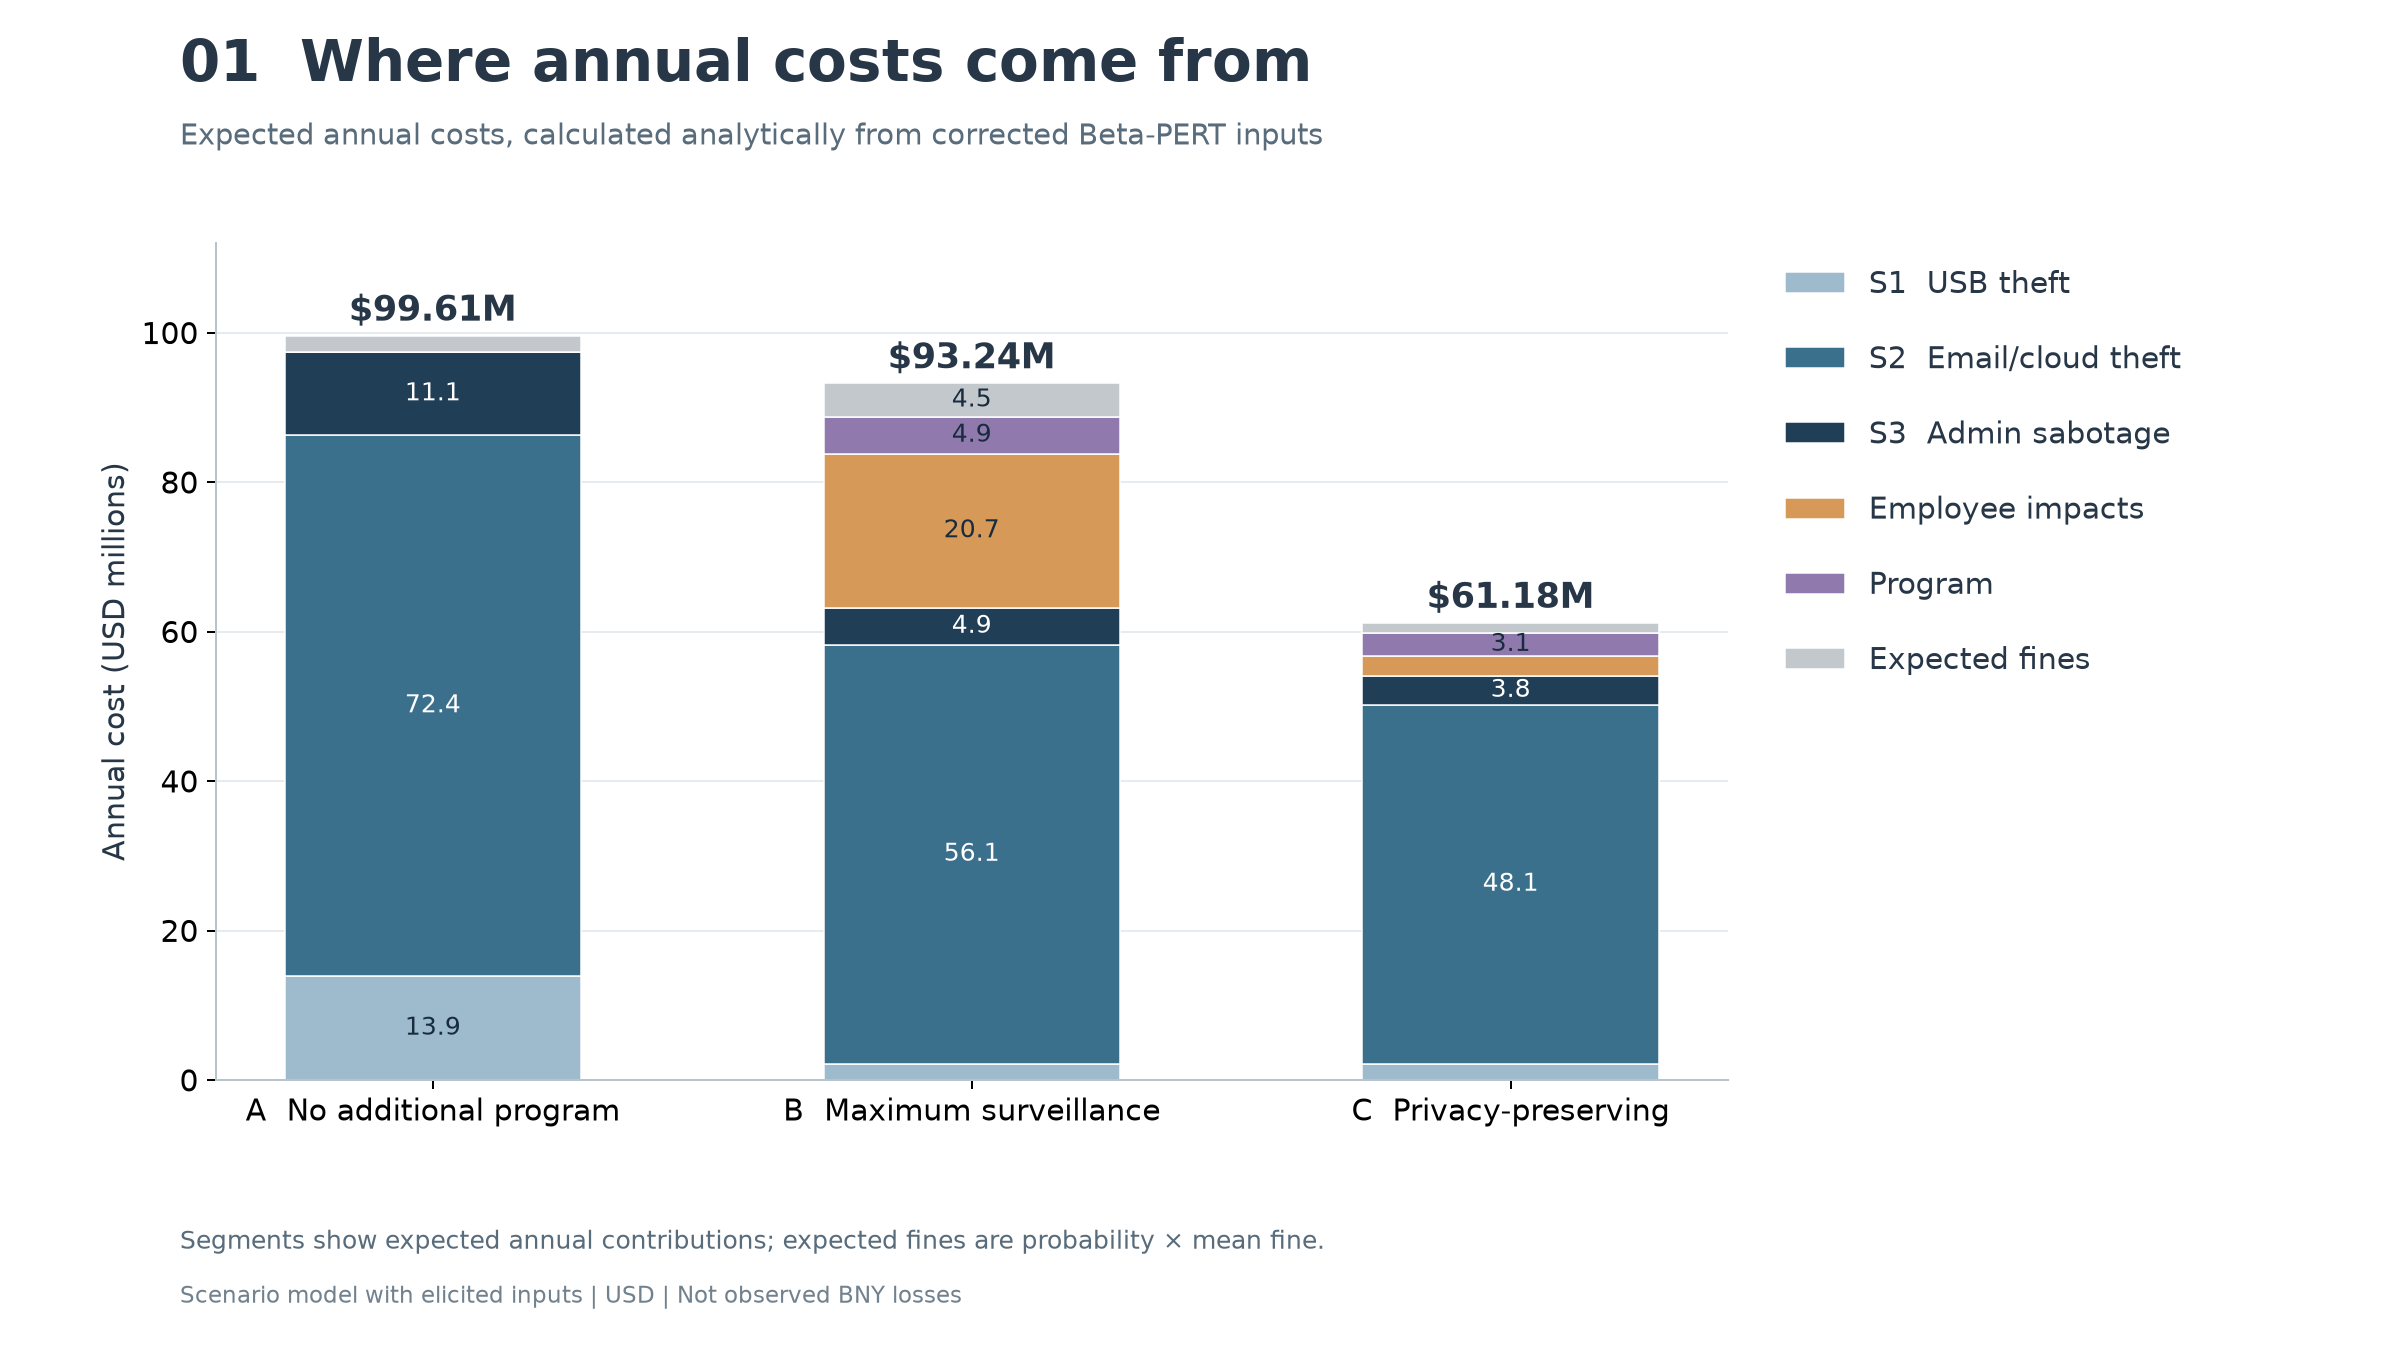 01  Where annual costs come from
Expected annual costs, calculated analytically from corrected Beta-PERT inputs
Annual cost (USD millions)
100
80
60
40
20
0
$99.61M
11.1
72.4
13.9
$93.24M
4.5
4.9
20.7
4.9
56.1
$61.18M
3.1
3.8
48.1
A  No additional program
B  Maximum surveillance
C  Privacy-preserving
S1  USB theft
S2  Email/cloud theft
S3  Admin sabotage
Employee impacts
Program
Expected fines
Segments show expected annual contributions; expected fines are probability × mean fine.
Scenario model with elicited inputs | USD | Not observed BNY losses